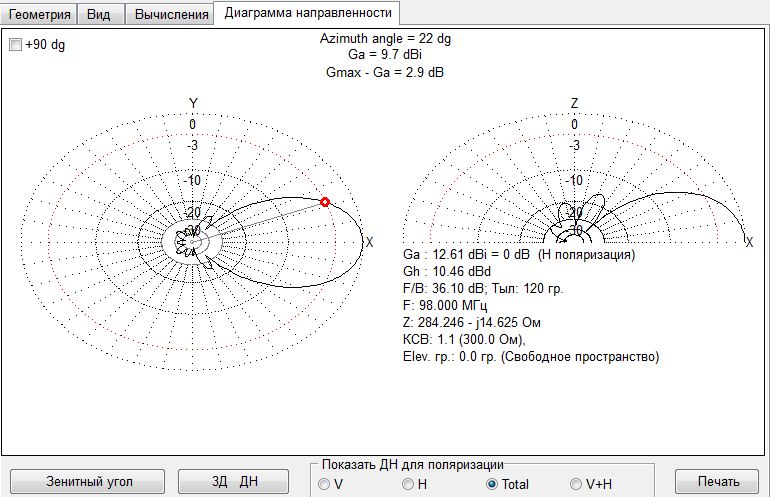 Геометрия Вид Вычисления Диаграмма направленности
+90 dg
Azimuth angle = 22 dg
Ga = 9.7 dBi
Gmax - Ga = 2.9 dB
Y
0
-3
-10
-20
-30
X
Z
0
-3
-10
-20
-30
X
Ga : 12.61 dBi = 0 dB (Н поляризация)
Gh : 10.46 dBd
F/B: 36.10 dB; Тыл: 120 гр.
F: 98.000 МГц
Z: 284.246 - j14.625 Ом
КСВ: 1.1 (300.0 Ом),
Elev. гр.: 0.0 гр. (Свободное пространство)
Зенитный угол
3Д ДН
Показать ДН для поляризации
V H Total V+H
Печать